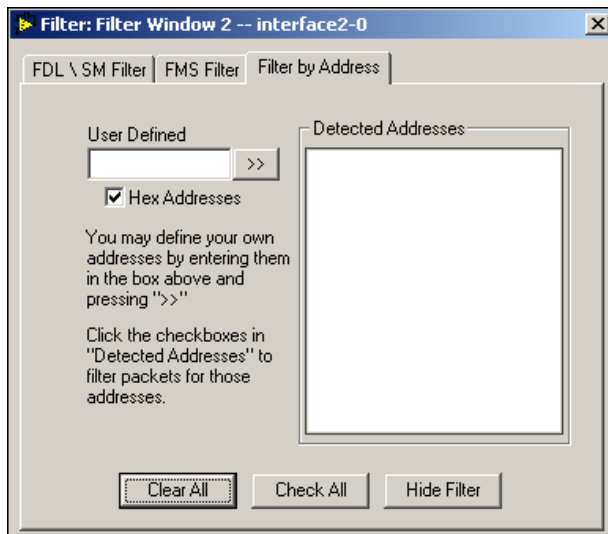 Filter: Filter Window 2 -- interface2-0
FDL \ SM Filter
FMS Filter
Filter by Address
User Defined
>>
Hex Addresses
You may define your own
addresses by entering them
in the box above and
pressing ">>"
Click the checkboxes in
"Detected Addresses" to
filter packets for those
addresses.
Detected Addresses
Clear All
Check All
Hide Filter